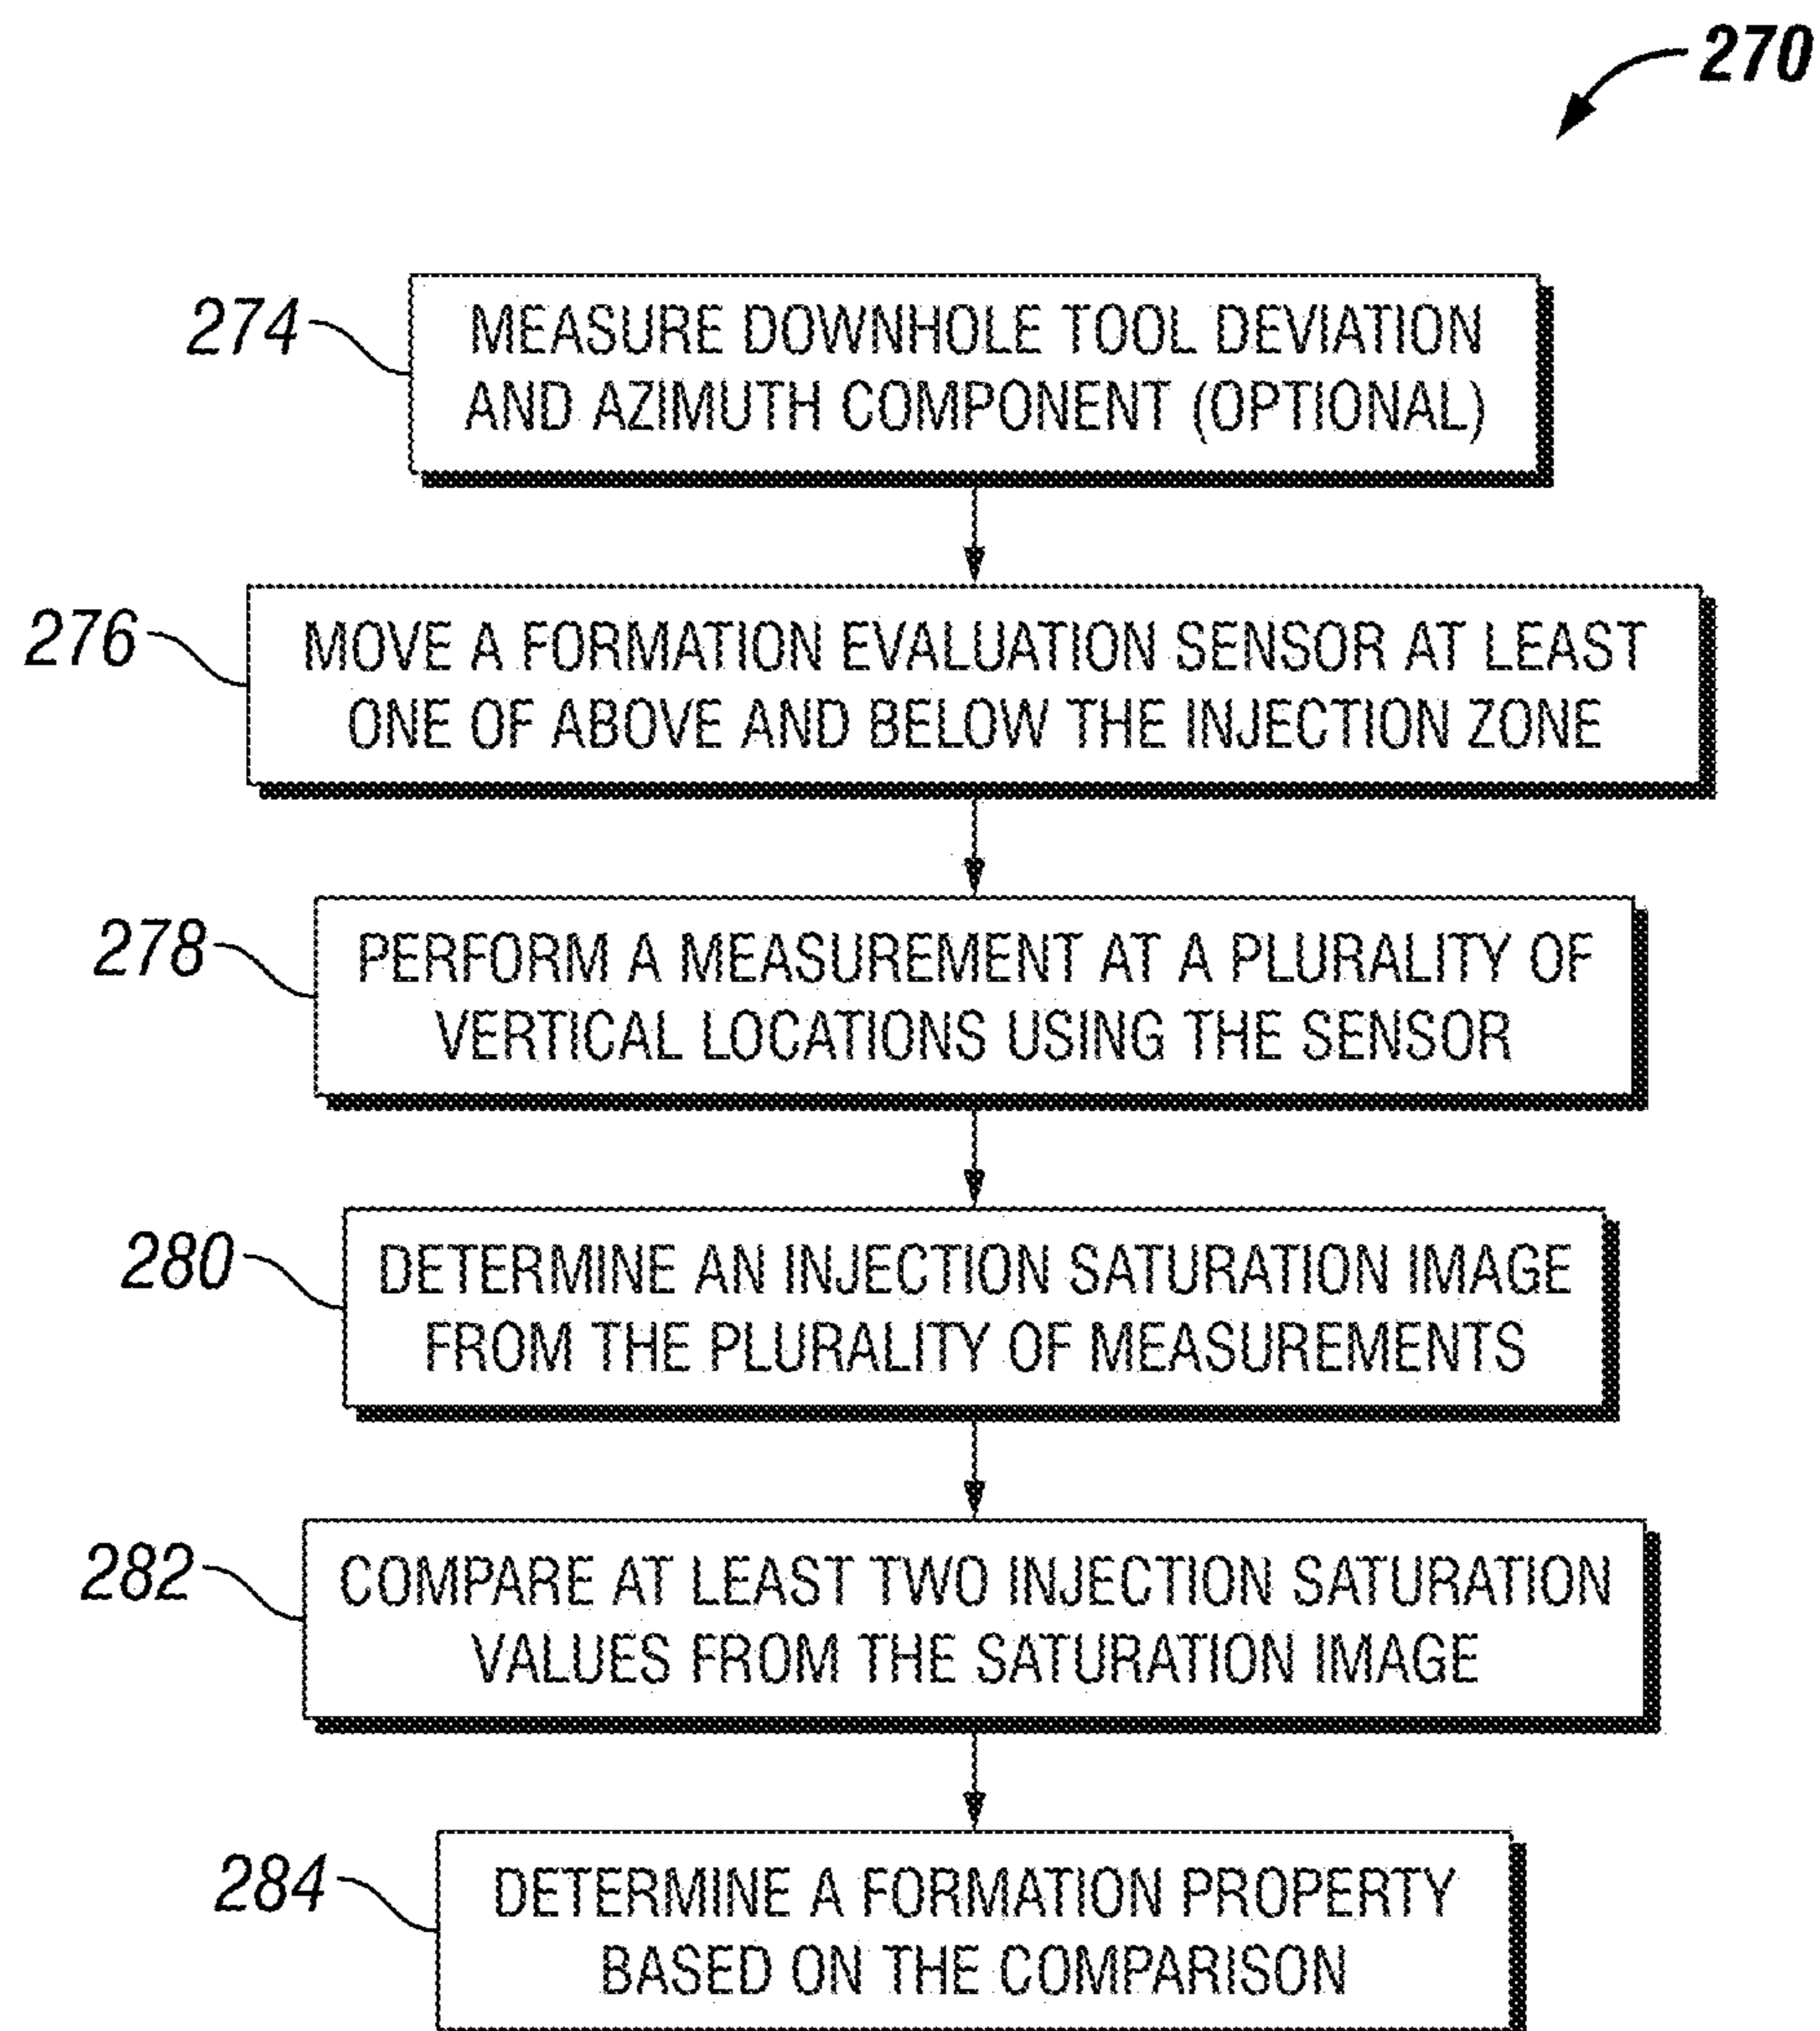 270
274
MEASURE DOWNHOLE TOOL DEVIATION
AND AZIMUTH COMPONENT (OPTIONAL)
276
MOVE A FORMATION EVALUATION SENSOR AT LEAST
ONE OF ABOVE AND BELOW THE INJECTION ZONE
278
PERFORM A MEASUREMENT AT A PLURALITY OF
VERTICAL LOCATIONS USING THE SENSOR
280
DETERMINE AN INJECTION SATURATION IMAGE
FROM THE PLURALITY OF MEASUREMENTS
282
COMPARE AT LEAST TWO INJECTION SATURATION
VALUES FROM THE SATURATION IMAGE
284
DETERMINE A FORMATION PROPERTY
BASED ON THE COMPARISON